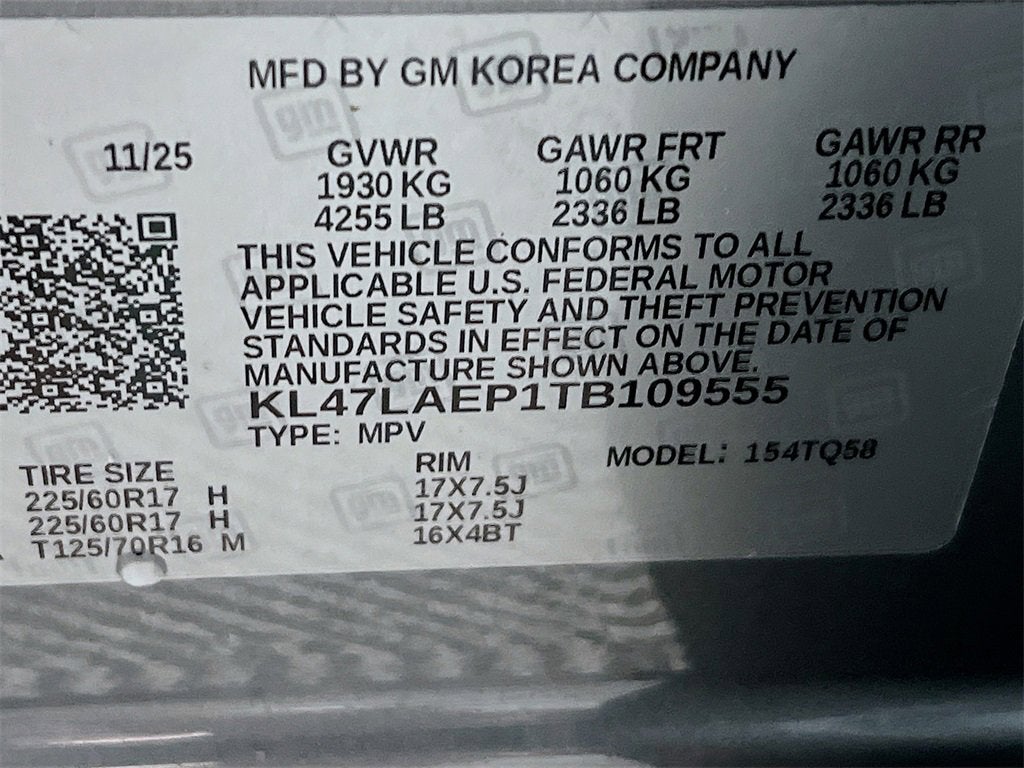 MFD BY GM KOREA COMPANY
11/25 GVWR GAWR FRT GAWR RR
1930 KG 1060 KG 1060 KG
4255 LB 2336 LB 2336 LB
THIS VEHICLE CONFORMS TO ALL
APPLICABLE U.S. FEDERAL MOTOR
VEHICLE SAFETY AND THEFT PREVENTION
STANDARDS IN EFFECT ON THE DATE OF
MANUFACTURE SHOWN ABOVE.
KL47LAEP1TB109555
TYPE: MPV
MODEL: 154TQ58
TIRE SIZE RIM
225/60R17 H 17X7.5J
225/60R17 H 17X7.5J
T125/70R16 M 16X4BT
gm